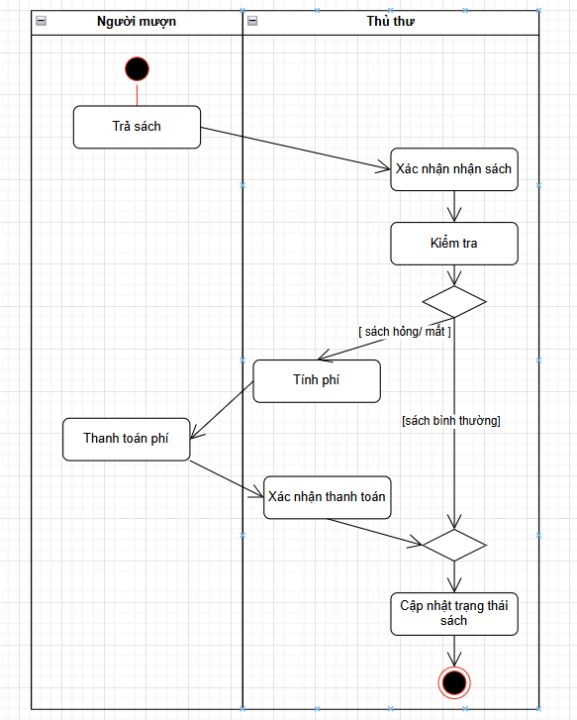 Người mượn
Thủ thư
Trả sách
Xác nhận nhận sách
Kiểm tra
[ sách hỏng/ mất ]
Tính phí
[sách bình thường]
Thanh toán phí
Xác nhận thanh toán
Cập nhật trạng thái
sách